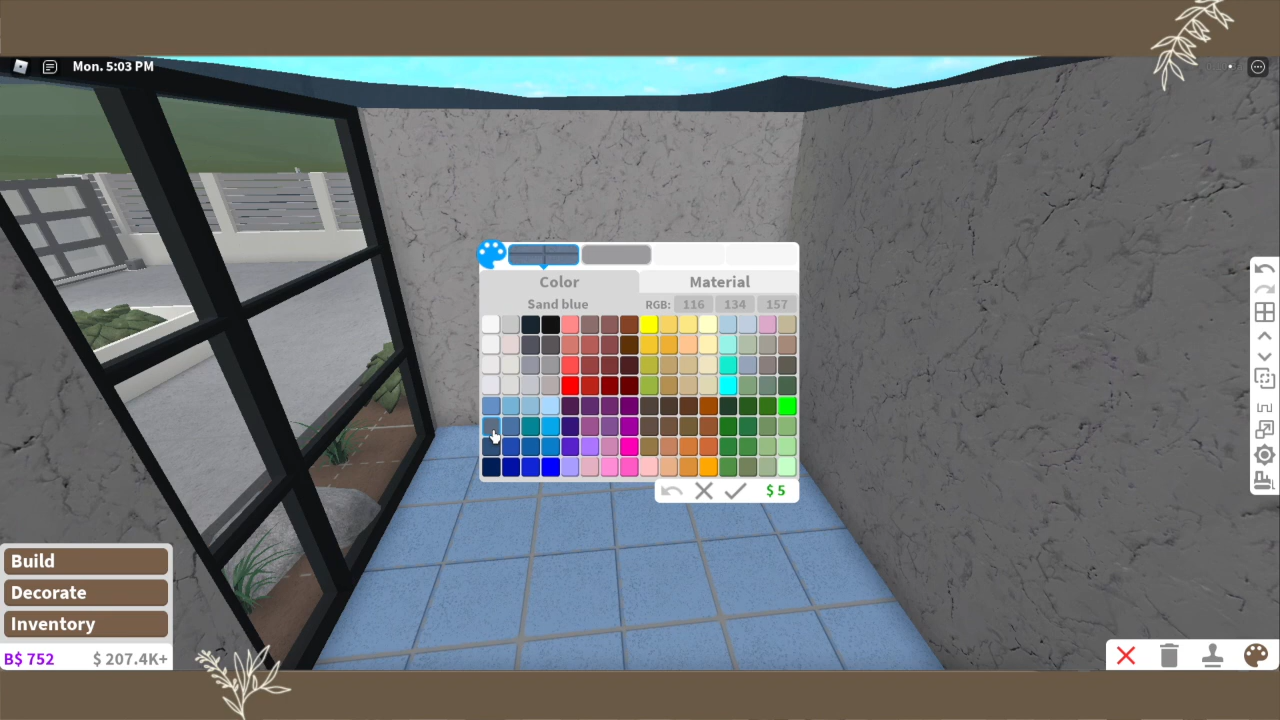 Mon. 5:03 PM
Color
Material
Sand blue
RGB: 116 134 157
$ 5
Build
Decorate
Inventory
B$ 752
$ 207.4K+